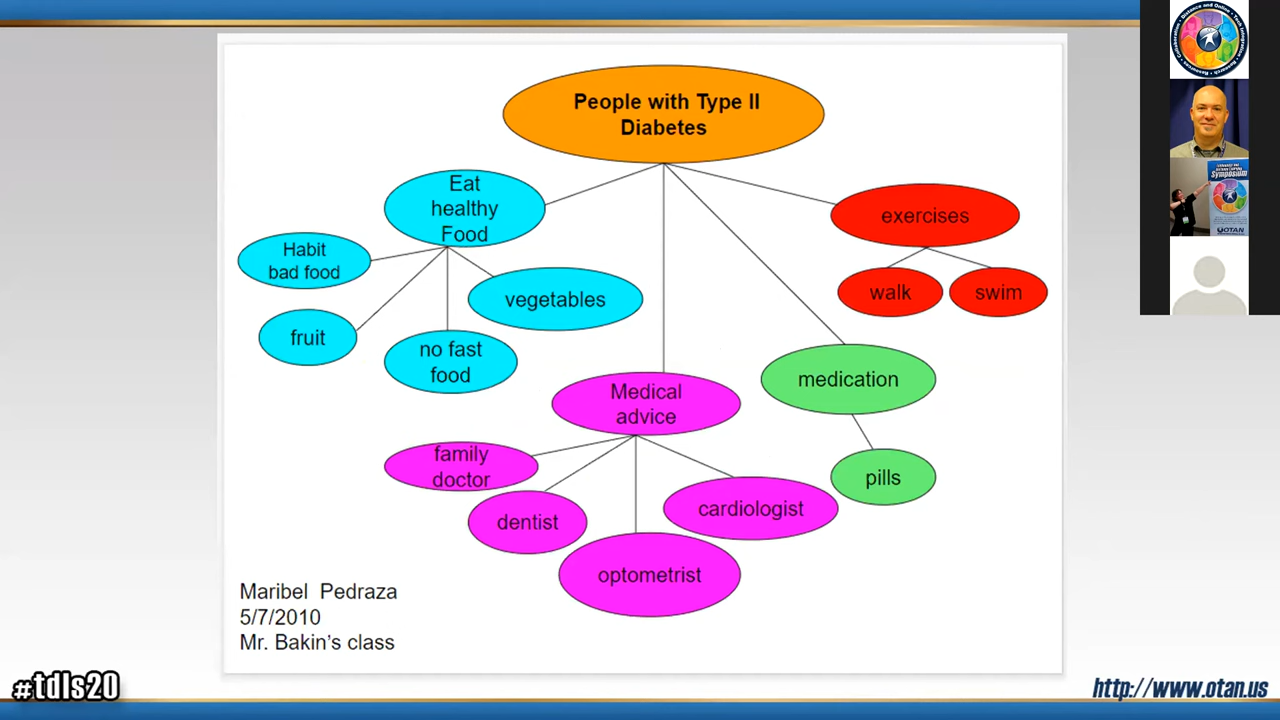 People with Type II
Diabetes
Eat
healthy
Food
exercises
Habit
bad food
vegetables
walk
swim
fruit
no fast
food
Medical
advice
medication
family
doctor
pills
dentist
cardiologist
optometrist
Maribel Pedraza
5/7/2010
Mr. Bakin's class
#tdls20
http://www.otan.us
Symposium
OTAN